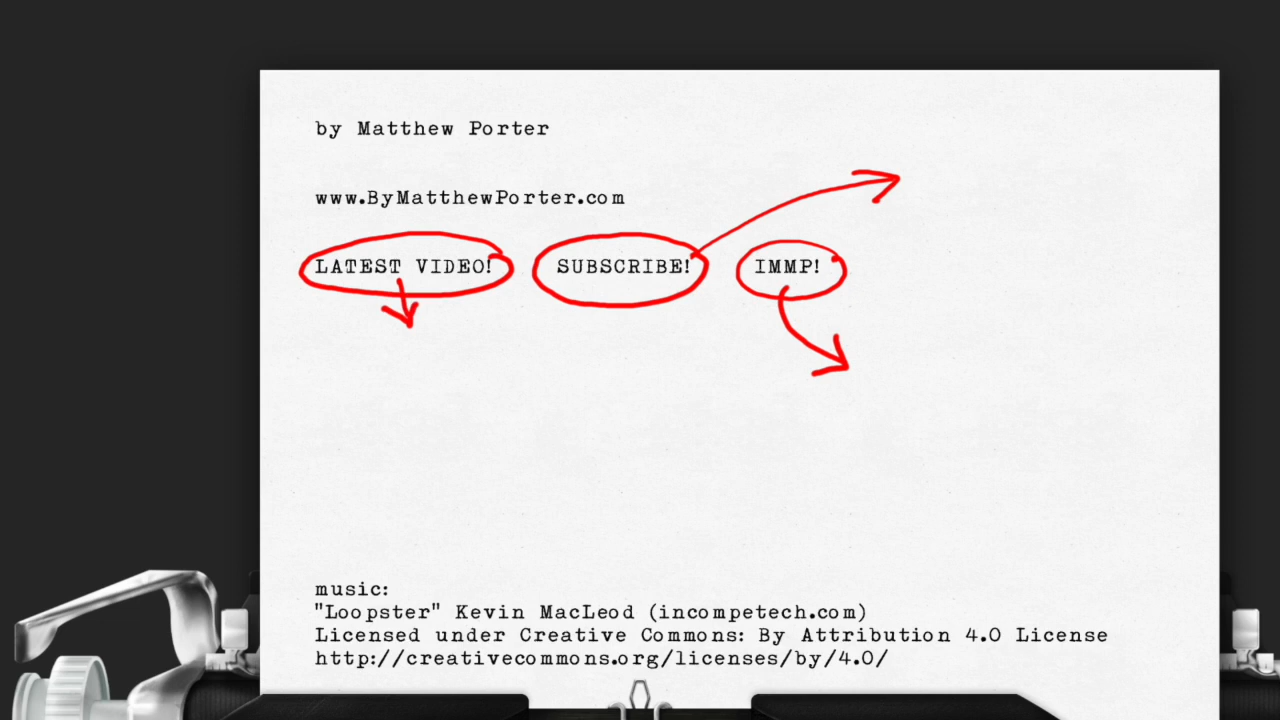 by Matthew Porter
www.ByMatthewPorter.com
LATEST VIDEO! SUBSCRIBE! IMMP!
music:
"Loopster" Kevin MacLeod (incompetech.com)
Licensed under Creative Commons: By Attribution 4.0 License
http://creativecommons.org/licenses/by/4.0/